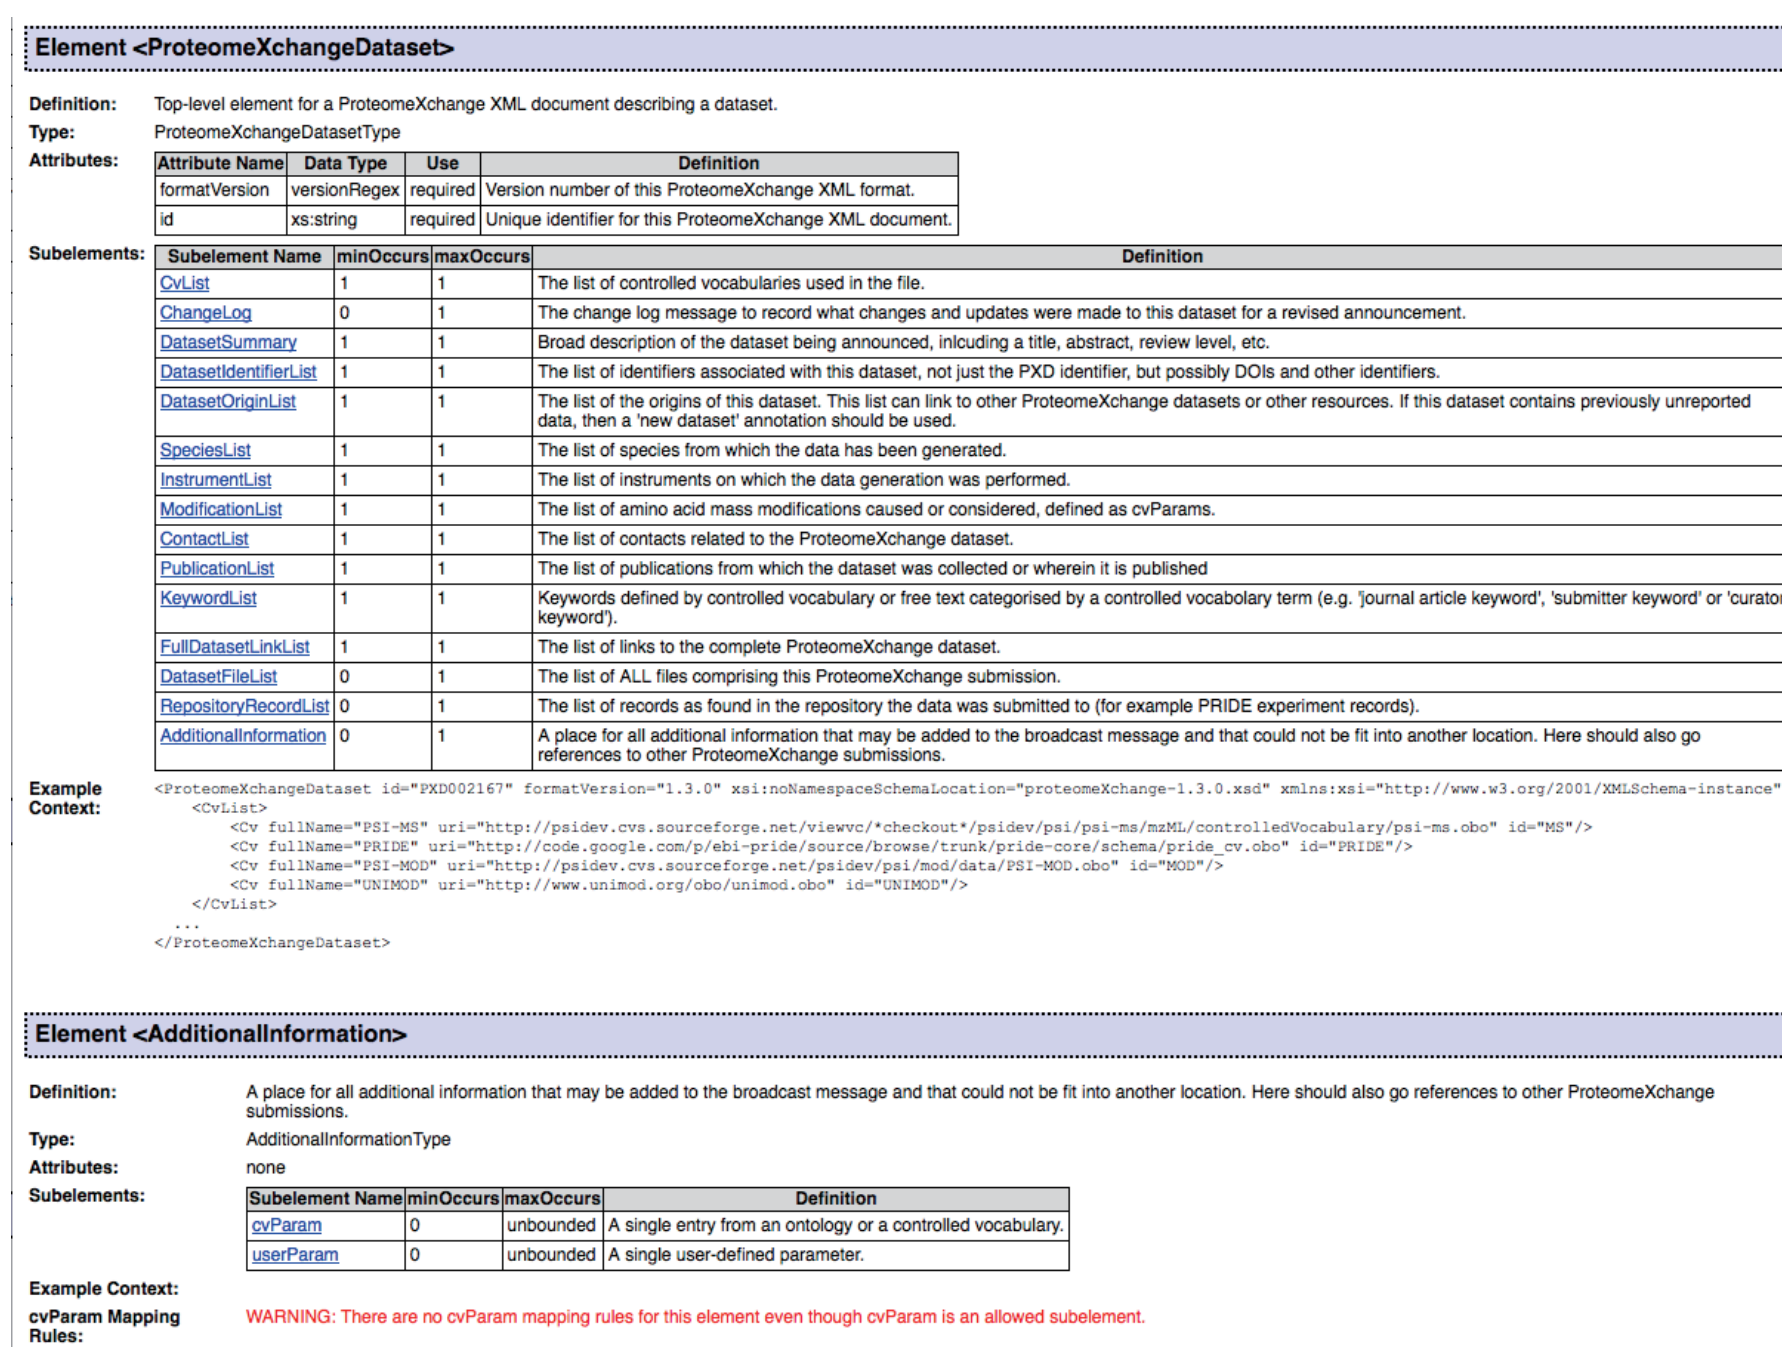 Element <ProteomeXchangeDataset>
Definition: Top-level element for a ProteomeXchange XML document describing a dataset.
Type: ProteomeXchangeDatasetType
Attributes: Attribute Name Data Type Use Definition
formatVersion versionRegex required Version number of this ProteomeXchange XML format.
id xs:string required Unique identifier for this ProteomeXchange XML document.
Subelements: Subelement Name minOccurs maxOccurs Definition
CvList 1 1 The list of controlled vocabularies used in the file.
ChangeLog 0 1 The change log message to record what changes and updates were made to this dataset for a revised announcement.
DatasetSummary 1 1 Broad description of the dataset being announced, inlcuding a title, abstract, review level, etc.
DatasetIdentifierList 1 1 The list of identifiers associated with this dataset, not just the PXD identifier, but possibly DOIs and other identifiers.
DatasetOriginList 1 1 The list of the origins of this dataset. This list can link to other ProteomeXchange datasets or other resources. If this dataset contains previously unreported
data, then a 'new dataset' annotation should be used.
SpeciesList 1 1 The list of species from which the data has been generated.
InstrumentList 1 1 The list of instruments on which the data generation was performed.
ModificationList 1 1 The list of amino acid mass modifications caused or considered, defined as cvParams.
ContactList 1 1 The list of contacts related to the ProteomeXchange dataset.
PublicationList 1 1 The list of publications from which the dataset was collected or wherein it is published
KeywordList 1 1 Keywords defined by controlled vocabulary or free text categorised by a controlled vocabolary term (e.g. 'journal article keyword', 'submitter keyword' or 'curator
keyword').
FullDatasetLinkList 1 1 The list of links to the complete ProteomeXchange dataset.
DatasetFileList 0 1 The list of ALL files comprising this ProteomeXchange submission.
RepositoryRecordList 0 1 The list of records as found in the repository the data was submitted to (for example PRIDE experiment records).
AdditionalInformation 0 1 A place for all additional information that may be added to the broadcast message and that could not be fit into another location. Here should also go
references to other ProteomeXchange submissions.
Example Context: <ProteomeXchangeDataset id="PXD002167" formatVersion="1.3.0" xsi:noNamespaceSchemaLocation="proteomeXchange-1.3.0.xsd" xmlns:xsi="http://www.w3.org/2001/XMLSchema-instance"
<CvList>
<Cv fullName="PSI-MS" uri="http://psidev.cvs.sourceforge.net/viewvc/*checkout*/psidev/psi/psi-ms/mzML/controlledVocabulary/psi-ms.obo" id="MS"/>
<Cv fullName="PRIDE" uri="http://code.google.com/p/ebi-pride/source/browse/trunk/pride-core/schema/pride_cv.obo" id="PRIDE"/>
<Cv fullName="PSI-MOD" uri="http://psidev.cvs.sourceforge.net/psidev/psi/mod/data/PSI-MOD.obo" id="MOD"/>
<Cv fullName="UNIMOD" uri="http://www.unimod.org/obo/unimod.obo" id="UNIMOD"/>
</CvList>
...
</ProteomeXchangeDataset>
Element <AdditionalInformation>
Definition: A place for all additional information that may be added to the broadcast message and that could not be fit into another location. Here should also go references to other ProteomeXchange
submissions.
Type: AdditionalInformationType
Attributes: none
Subelements: Subelement Name minOccurs maxOccurs Definition
cvParam 0 unbounded A single entry from an ontology or a controlled vocabulary.
userParam 0 unbounded A single user-defined parameter.
Example Context:
cvParam Mapping Rules: WARNING: There are no cvParam mapping rules for this element even though cvParam is an allowed subelement.